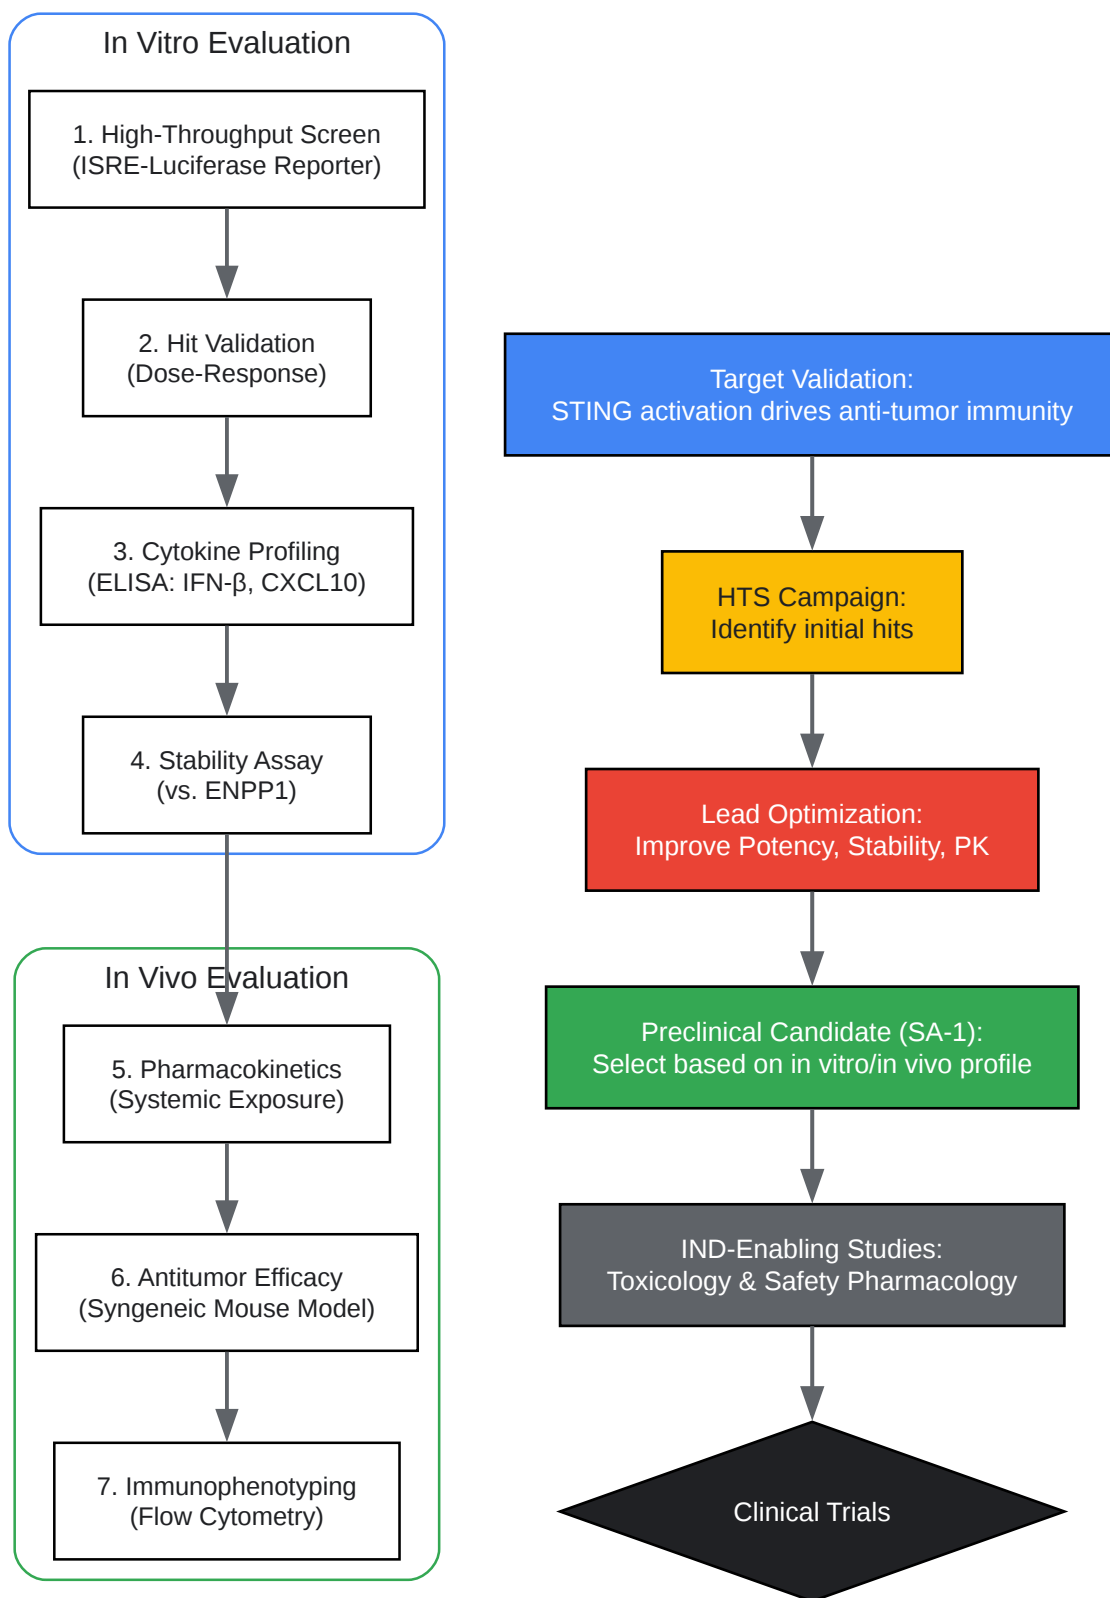 In Vitro Evaluation
1. High-Throughput Screen
(ISRE-Luciferase Reporter)
2. Hit Validation
(Dose-Response)
3. Cytokine Profiling
(ELISA: IFN-β, CXCL10)
4. Stability Assay
(vs. ENPP1)
In Vivo Evaluation
5. Pharmacokinetics
(Systemic Exposure)
6. Antitumor Efficacy
(Syngeneic Mouse Model)
7. Immunophenotyping
(Flow Cytometry)
Target Validation:
STING activation drives anti-tumor immunity
HTS Campaign:
Identify initial hits
Lead Optimization:
Improve Potency, Stability, PK
Preclinical Candidate (SA-1):
Select based on in vitro/in vivo profile
IND-Enabling Studies:
Toxicology & Safety Pharmacology
Clinical Trials